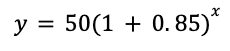 y = 50(1 + 0.85)^x